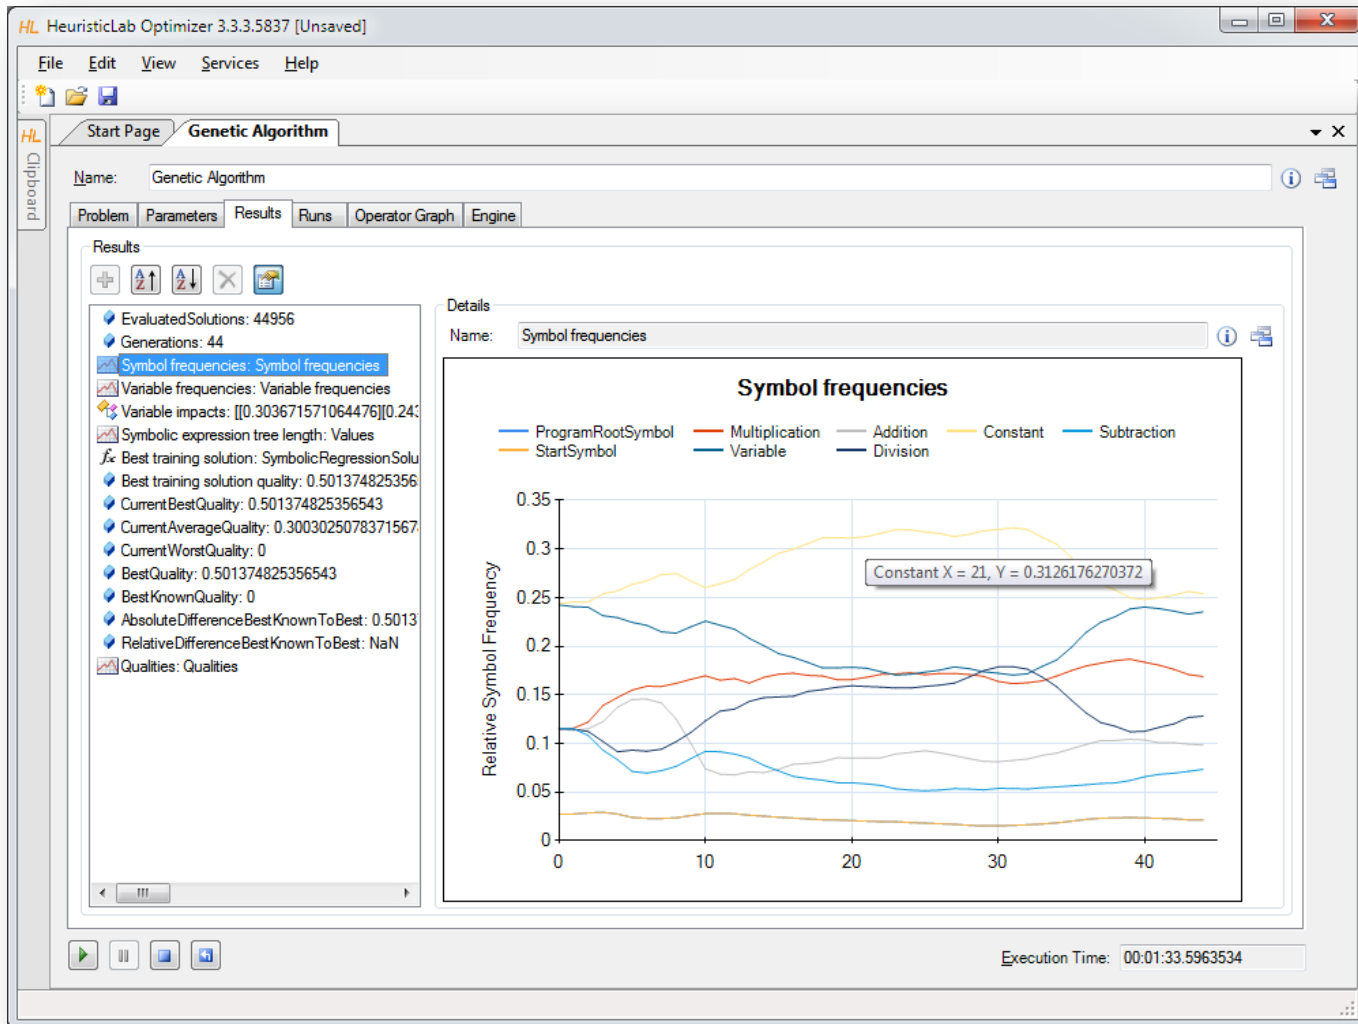 HL HeuristicLab Optimizer 3.3.3.5837 [Unsaved]
File Edit View Services Help
HL Clipboard
Start Page Genetic Algorithm
Name: Genetic Algorithm
Problem Parameters Results Runs Operator Graph Engine
Results
EvaluatedSolutions: 44956
Generations: 44
Symbol frequencies: Symbol frequencies
Variable frequencies: Variable frequencies
Variable impacts: [[0.303671571064476][0.243
Symbolic expression tree length: Values
Best training solution: SymbolicRegressionSolu
Best training solution quality: 0.501374825356
CurrentBestQuality: 0.501374825356543
CurrentAverageQuality: 0.300302507837156
CurrentWorstQuality: 0
BestQuality: 0.501374825356543
BestKnownQuality: 0
AbsoluteDifferenceBestKnownToBest: 0.5013
RelativeDifferenceBestKnownToBest: NaN
Qualities: Qualities
Details
Name: Symbol frequencies
Symbol frequencies
ProgramRootSymbol Multiplication Addition Constant Subtraction
StartSymbol Variable Division
Relative Symbol Frequency
0.35
0.3
0.25
0.2
0.15
0.1
0.05
0
Constant X = 21, Y = 0.3126176270372
0 10 20 30 40
Execution Time: 00:01:33.5963534